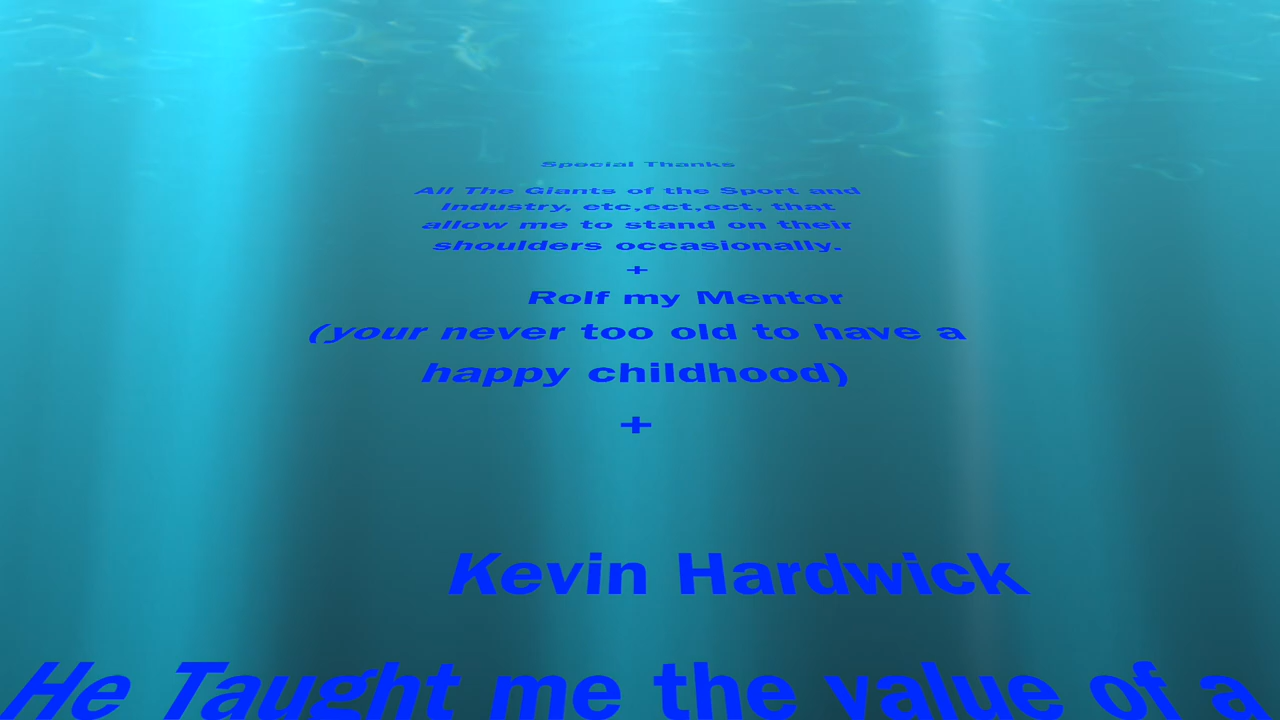 Special Thanks
All The Giants of the Sport and
Industry, etc,ect,ect, that
allow me to stand on their
shoulders occasionally.
+
Rolf my Mentor
(your never too old to have a
happy childhood)
+
Kevin Hardwick
He Taught me the value of a